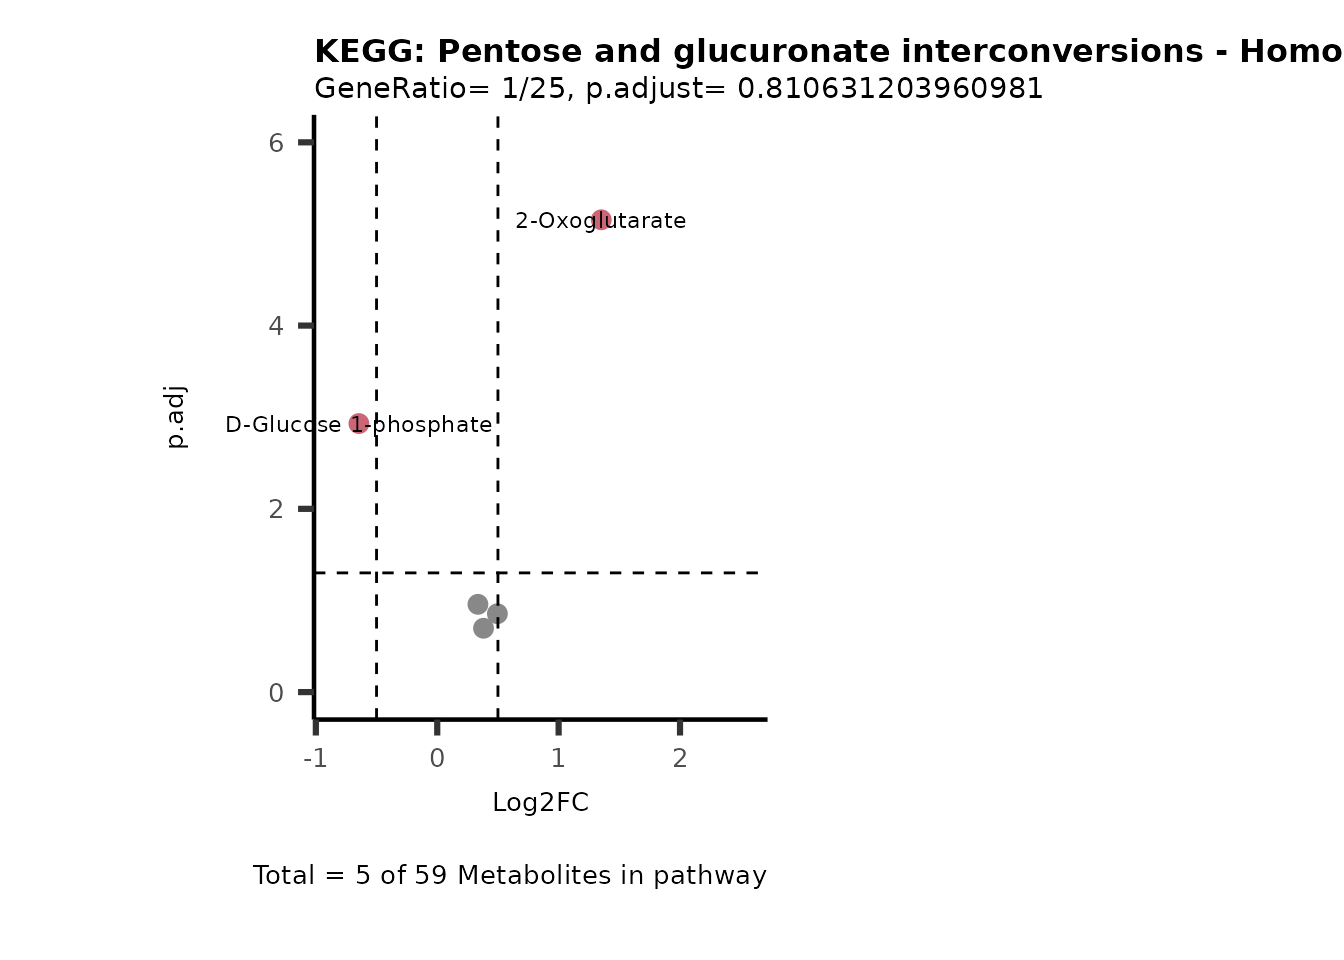 KEGG: Pentose and glucuronate interconversions - Homo
GeneRatio= 1/25, p.adjust= 0.810631203960981
6
2-Oxoglutarate
4
p.adj
D-Glucose 1-phosphate
2
0
-1 0 1 2
Log2FC
Total = 5 of 59 Metabolites in pathway